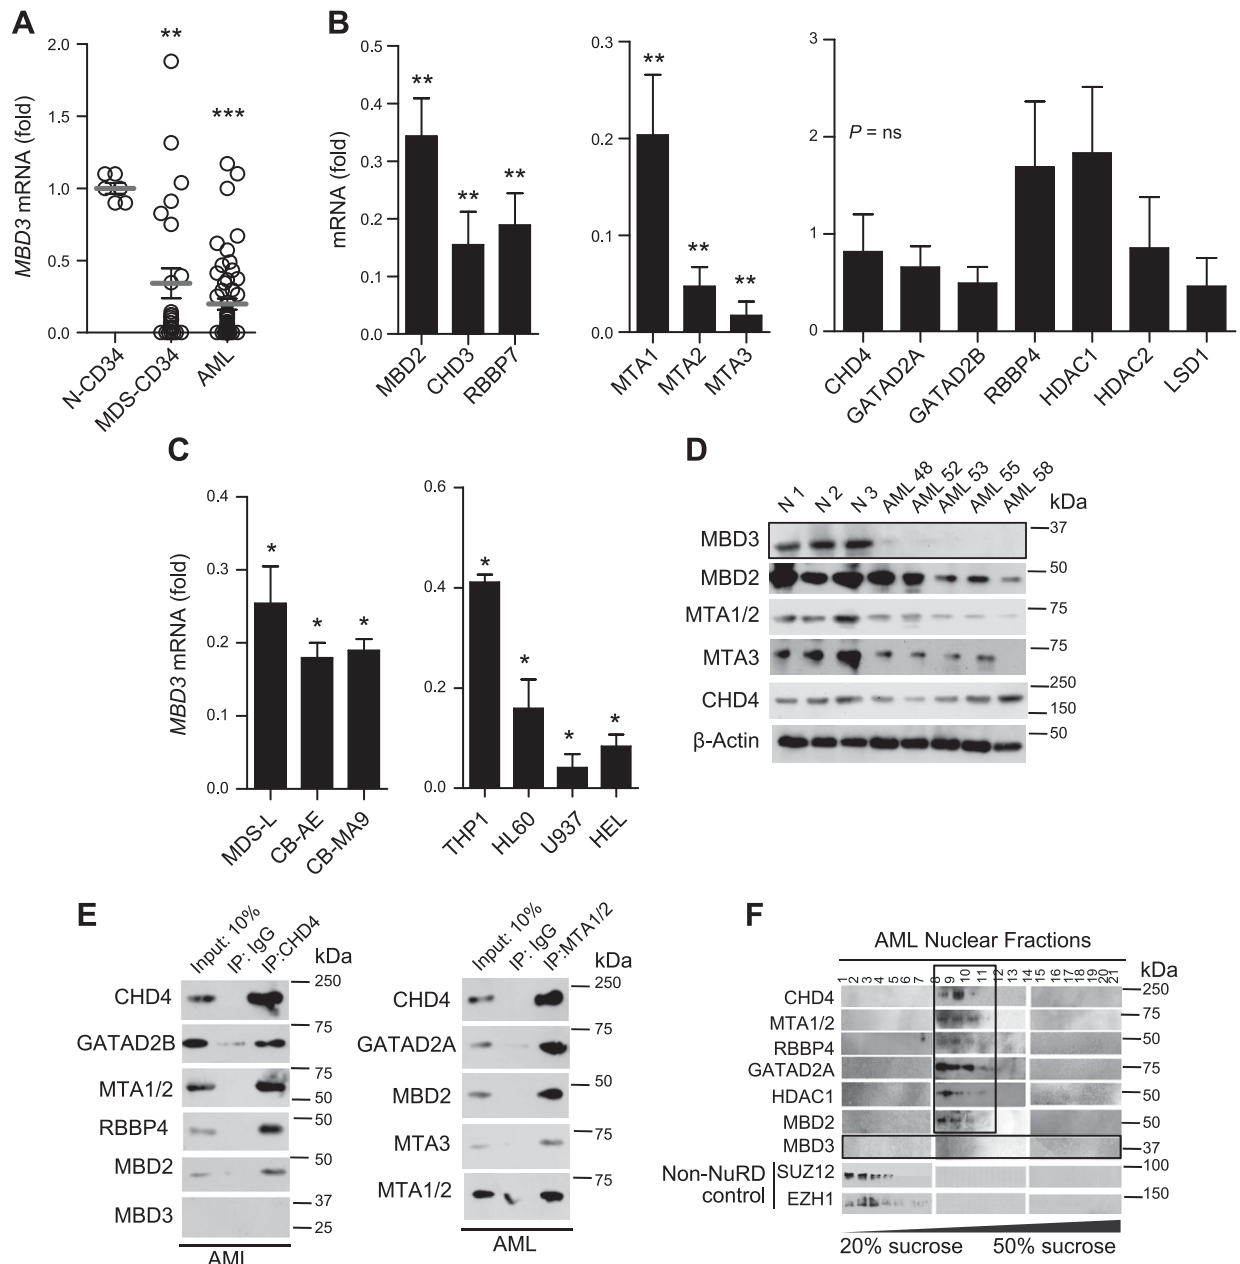 A
MBD3 mRNA (fold)
2.0
1.5
1.0
0.5
0.0
**
***
N-CD34
MDS-CD34
AML
B
mRNA (fold)
0.5
0.4
0.3
0.2
0.1
0.0
**
**
**
MBD2
CHD3
RBBP7
0.3
0.2
0.1
0.0
**
**
**
MTA1
MTA2
MTA3
3
2
1
0
P = ns
CHD4
GATAD2A
GATAD2B
RBBP4
HDAC1
HDAC2
LSD1
C
MBD3 mRNA (fold)
0.4
0.3
0.2
0.1
0.0
*
*
*
MDS-L
CB-AE
CB-MA9
0.6
0.4
0.2
0.0
*
*
*
*
THP1
HL60
U937
HEL
D
N 1
N 2
N 3
AML 48
AML 52
AML 53
AML 55
AML 58
kDa
MBD3
37
MBD2
50
MTA1/2
75
MTA3
75
CHD4
250
150
β-Actin
50
E
Input: 10%
IP: IgG
IP:CHD4
kDa
CHD4
250
GATAD2B
75
MTA1/2
75
50
RBBP4
50
MBD2
50
MBD3
37
25
AML
Input: 10%
IP: IgG
IP:MTA1/2
kDa
CHD4
250
GATAD2A
75
MBD2
50
MTA3
75
MTA1/2
75
AML
F
AML Nuclear Fractions
1 2 3 4 5 6 7 8 9 10 11 12 13 14 15 16 17 18 19 20 21
kDa
CHD4
250
MTA1/2
75
RBBP4
50
GATAD2A
75
HDAC1
50
MBD2
50
MBD3
37
Non-NuRD
control
SUZ12
100
EZH1
150
20% sucrose 50% sucrose